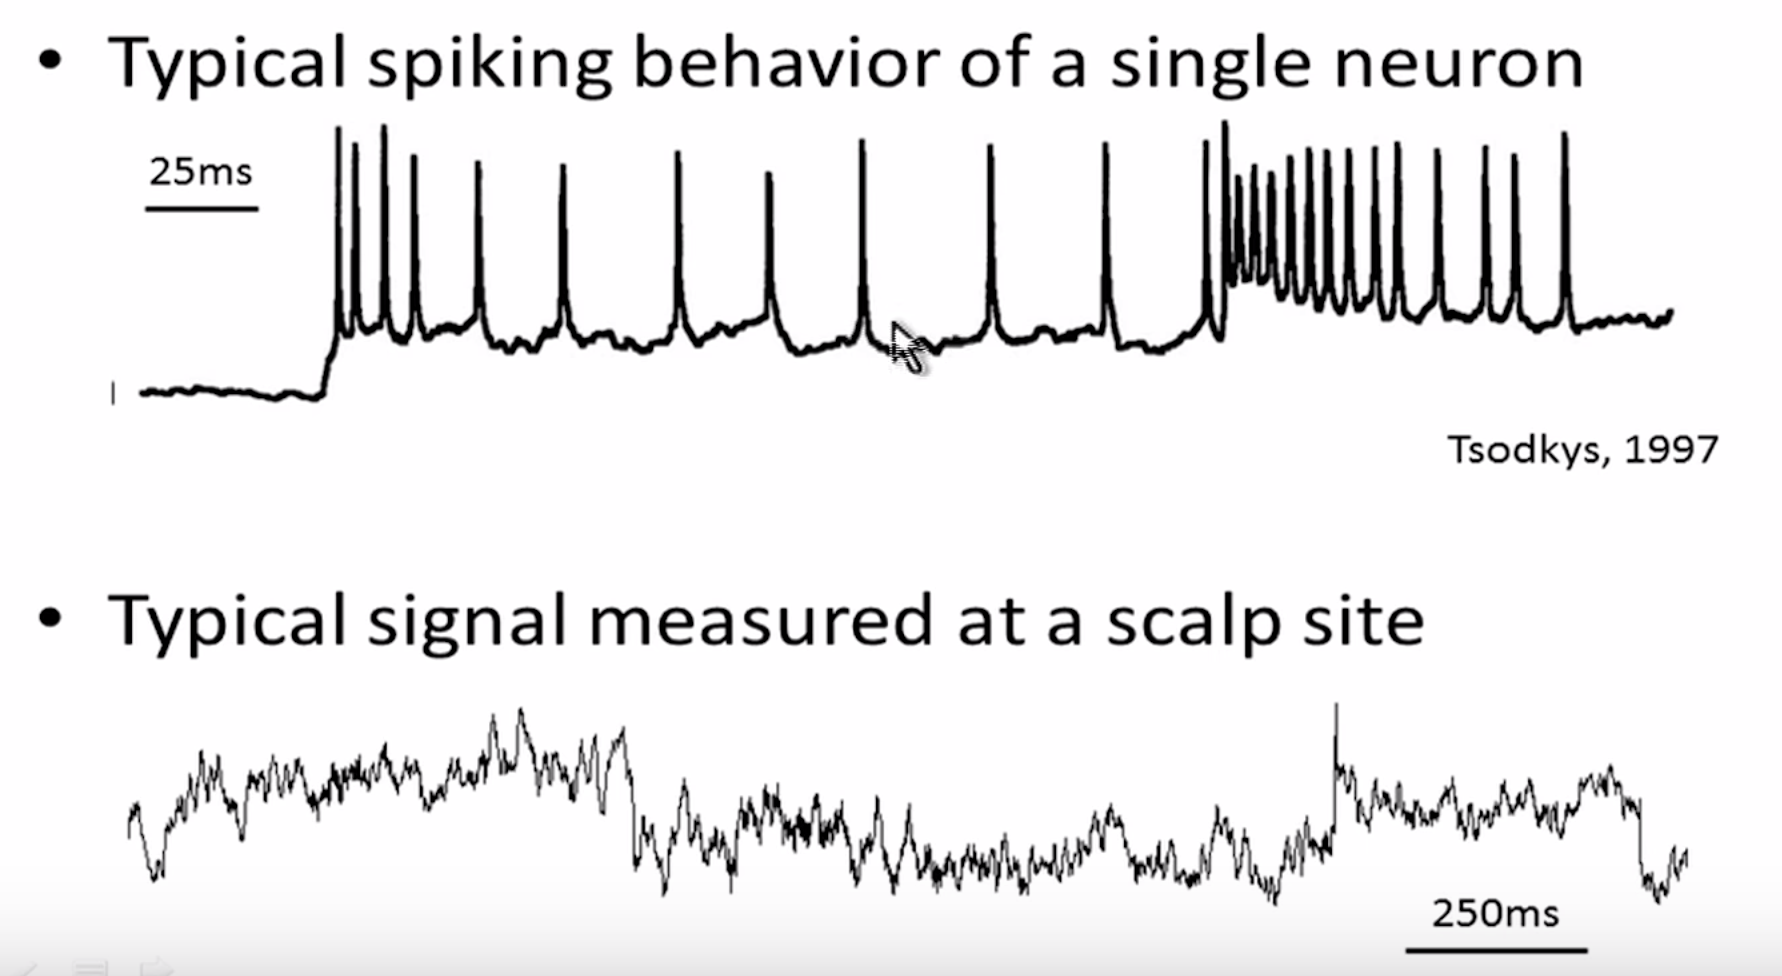 • Typical spiking behavior of a single neuron
25ms
Tsodkys, 1997
• Typical signal measured at a scalp site
250ms